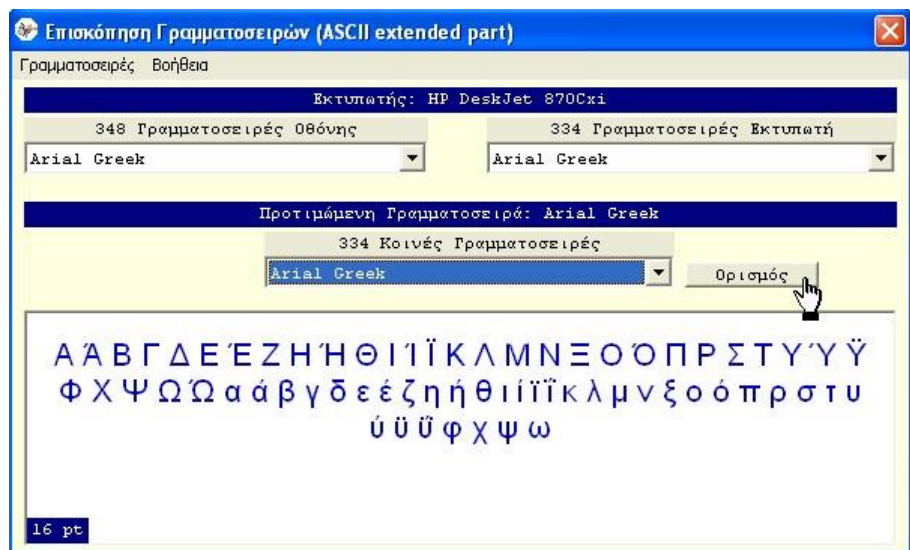 Επισκόπηση Γραμματοσειρών (ASCII extended part)
Γραμματοσειρές Βοήθεια
Εκτυπωτής: HP DeskJet 870Cxi
348 Γραμματοσειρές Οθόνης
334 Γραμματοσειρές Εκτυπωτή
Arial Greek
Arial Greek
Προτιμώμενη Γραμματοσειρά: Arial Greek
334 Κοινές Γραμματοσειρές
Arial Greek
Ορισμός
Α Ά Β Γ Δ Ε Έ Ζ Η Ή Θ Ι Ί Ϊ Κ Λ Μ Ν Ξ Ο Ό Π Ρ Σ Τ Υ Ύ Ϋ
Φ Χ Ψ Ω Ώ α ά β γ δ ε έ ζ η ή θ ι ί ϊ ΐ κ λ μ ν ξ ο ό π ρ σ τ υ
ύ ϋ ΰ φ χ ψ ω
16 pt